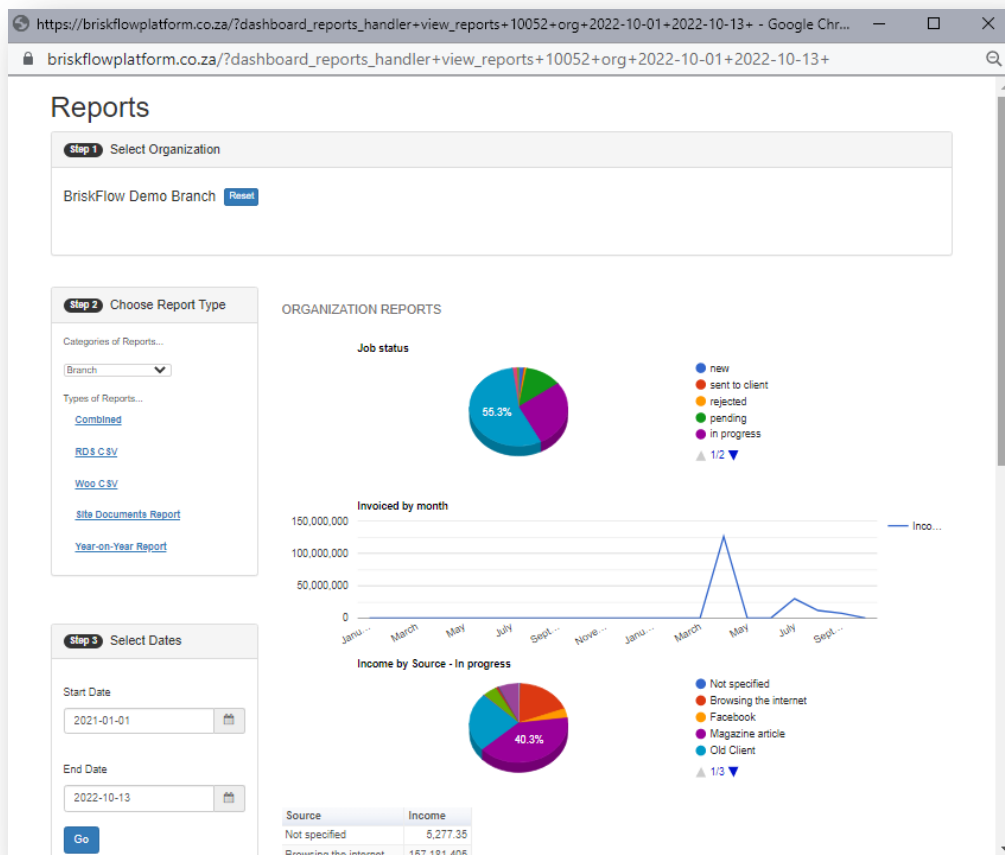 https://briskflowplatform.co.za/?dashboard_reports_handler+view_reports+10052+org+2022-10-01+2022-10-13+ - Google Chr...
briskflowplatform.co.za/?dashboard_reports_handler+view_reports+10052+org+2022-10-01+2022-10-13+
Reports
Step 1 Select Organization
BriskFlow Demo Branch Reset
Step 2 Choose Report Type
Categories of Reports...
Branch
Types of Reports...
Combined
RDS CSV
Woo CSV
Site Documents Report
Year-on-Year Report
Step 3 Select Dates
Start Date
2021-01-01
End Date
2022-10-13
Go
ORGANIZATION REPORTS
Job status
55.3%
new
sent to client
rejected
pending
in progress
1/2
Invoiced by month
150,000,000
100,000,000
50,000,000
0
Janu... March May July Sept... Nove... Janu... March May July Sept...
Inco...
Income by Source - In progress
40.3%
Not specified
Browsing the internet
Facebook
Magazine article
Old Client
1/3
Source Income
Not specified 5,277.35
Browsing the internet 157,181,405